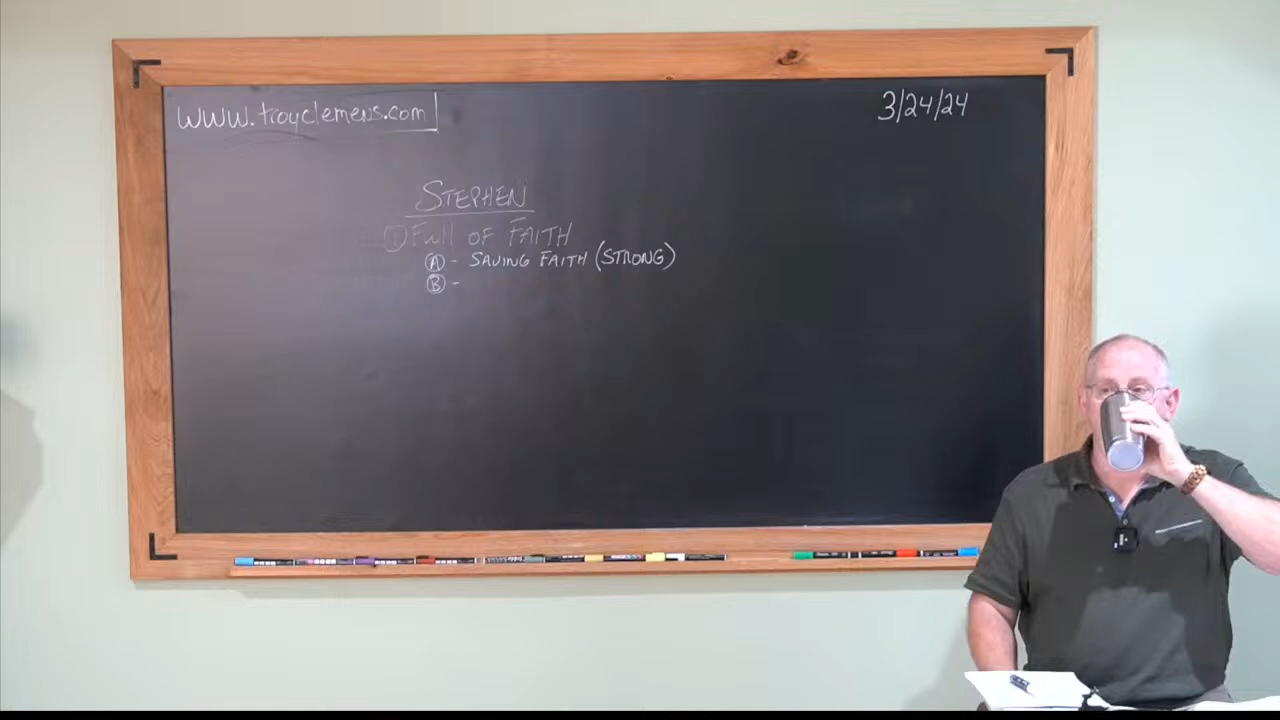 www.troyclemens.com
3/24/24
STEPHEN
① Full OF FAITH
Ⓐ - SAVING FAITH (STRONG)
Ⓑ -